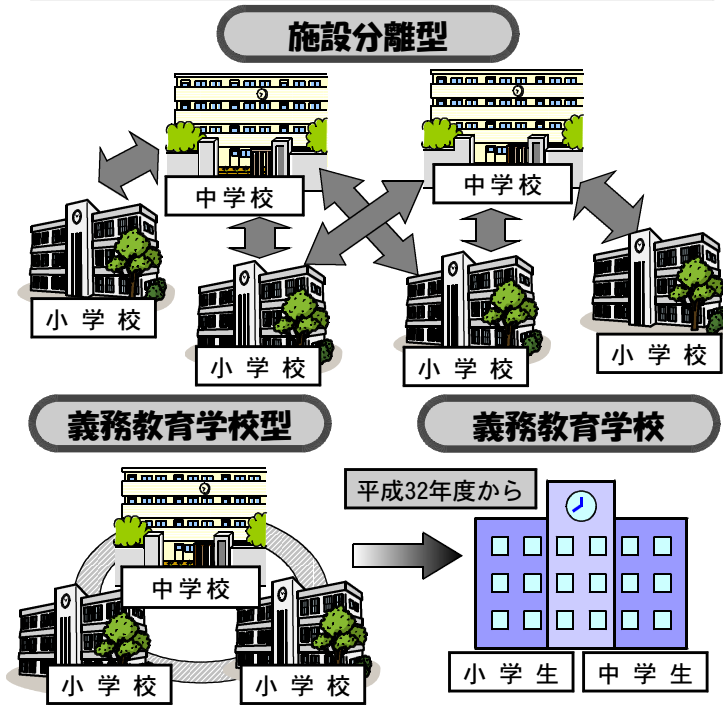 施設分離型
中学校
中学校
小学校
小学校
小学校
小学校
義務教育学校型
義務教育学校
平成32年度から
中学校
小学校
小学校
小学生
中学生